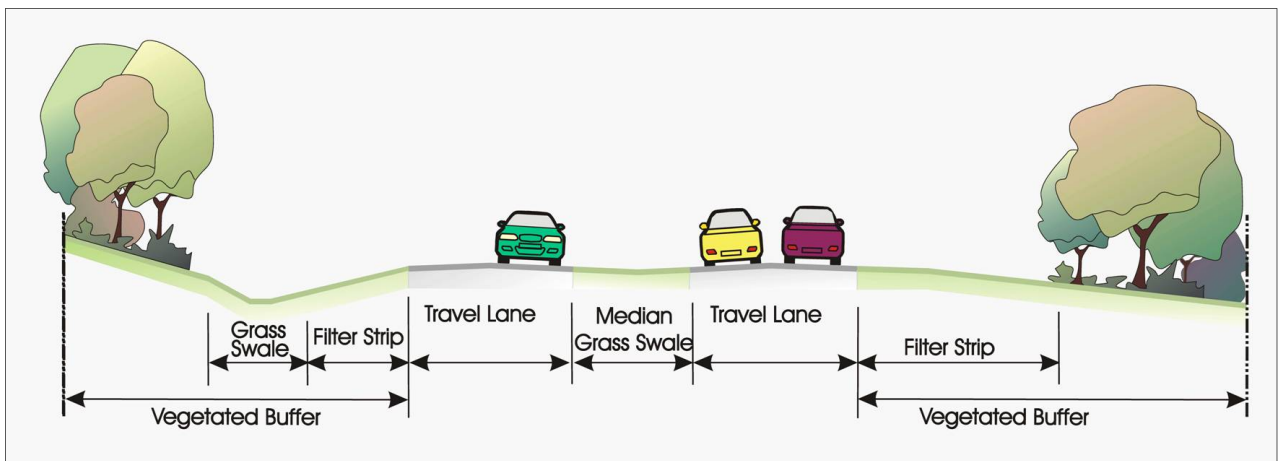 Grass
Swale
Filter Strip
Travel Lane
Median
Grass Swale
Travel Lane
Filter Strip
Vegetated Buffer
Vegetated Buffer